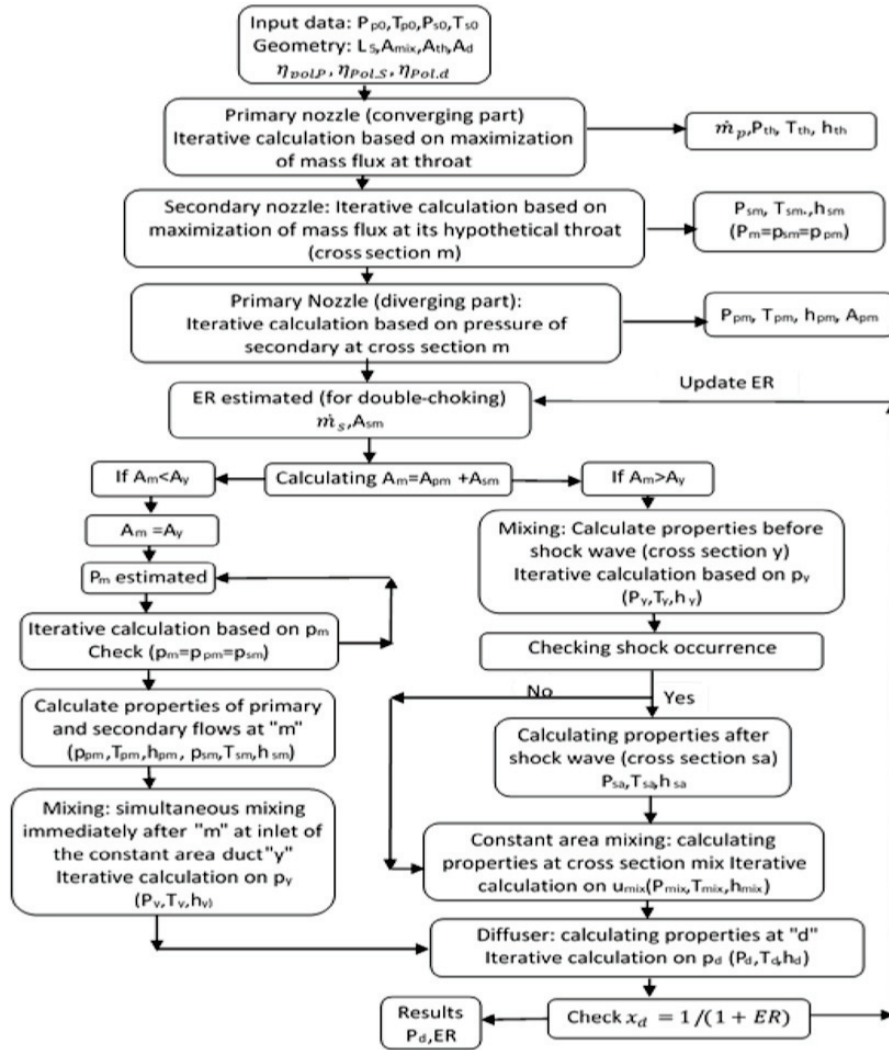 Input data: Pp0,Tp0,Ps0,Ts0
Geometry: LS,Amix,Ath,Ad
ηpol.P, ηPol.S, ηPol.d
Primary nozzle (converging part)
Iterative calculation based on maximization
of mass flux at throat
ṁp,Pth, Tth, hth
Secondary nozzle: Iterative calculation based on
maximization of mass flux at its hypothetical throat
(cross section m)
Psm, Tsm.,hsm
(Pm=psm=p pm)
Primary Nozzle (diverging part):
Iterative calculation based on pressure of
secondary at cross section m
Ppm, Tpm, hpm, Apm
Update ER
ER estimated (for double-choking)
ṁs,Asm
If Am<Ay
Calculating Am=Apm +Asm
If Am>Ay
Am =Ay
Pm estimated
Iterative calculation based on pm
Check (pm=p pm=psm)
Calculate properties of primary
and secondary flows at "m"
(ppm,Tpm,hpm, psm,Tsm,h sm)
Mixing: simultaneous mixing
immediately after "m" at inlet of
the constant area duct"y"
Iterative calculation on py
(Py,Ty,hy)
Mixing: Calculate properties before
shock wave (cross section y)
Iterative calculation based on py
(Py,Ty,h y)
Checking shock occurrence
No
Yes
Calculating properties after
shock wave (cross section sa)
Psa,Tsa,h sa
Constant area mixing: calculating
properties at cross section mix Iterative
calculation on umix(Pmix,Tmix,hmix)
Diffuser: calculating properties at "d"
Iterative calculation on pd (Pd,Td,hd)
Results
Pd,ER
Check xd = 1/(1 + ER)